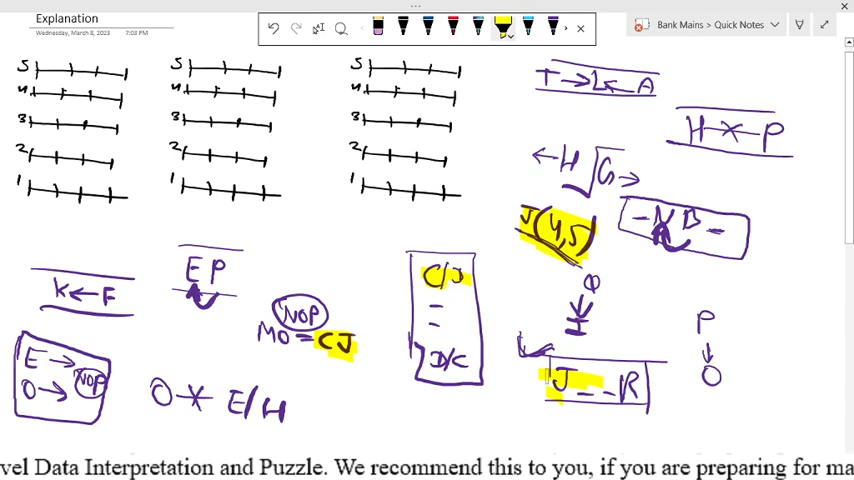 Explanation
Wednesday, March 8, 2023 7:03 PM
Bank Mains > Quick Notes
5
4
3
2
1
5
4
3
2
1
5
4
3
2
1
T → L ← A
H × P
← H G →
J(4,5)
- N B -
K ← F
E P
NOP
MO = CJ
E →
O → NOP
O × E/H
C/J
=
D/C
J - - R
P
↓
O
vel Data Interpretation and Puzzle. We recommend this to you, if you are preparing for ma